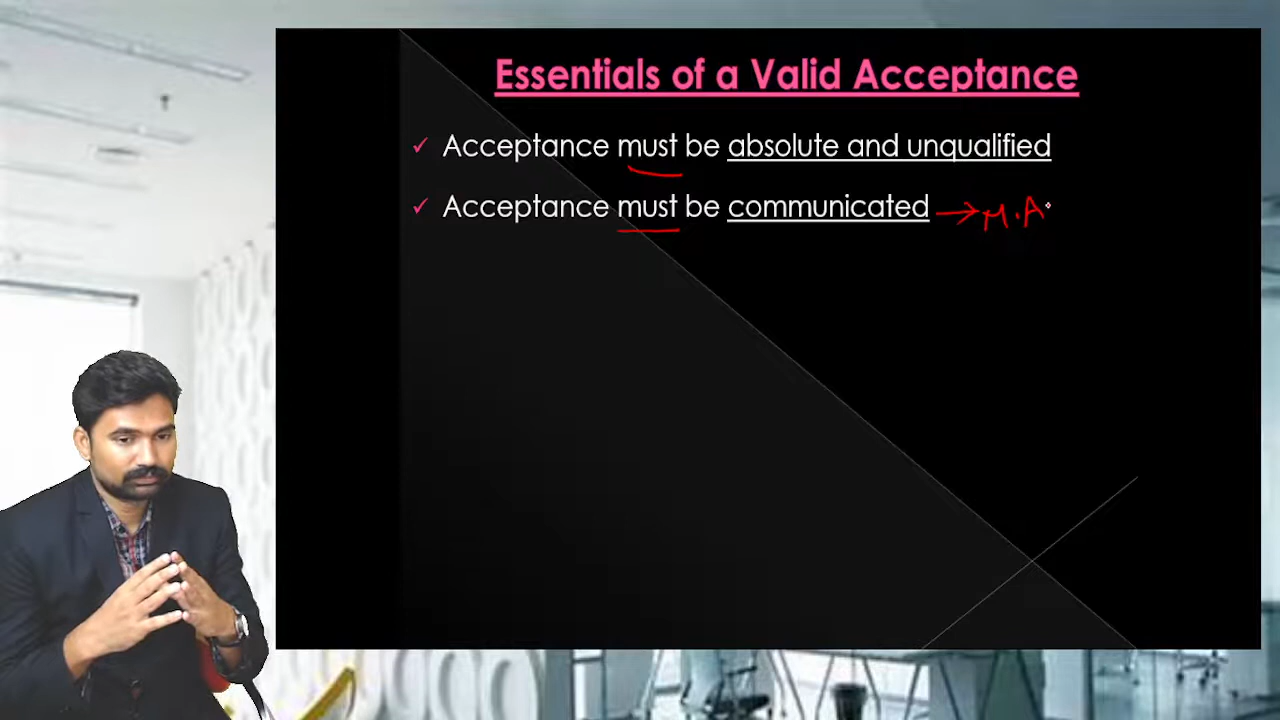 Essentials of a Valid Acceptance
✓ Acceptance must be absolute and unqualified
✓ Acceptance must be communicated → M.A